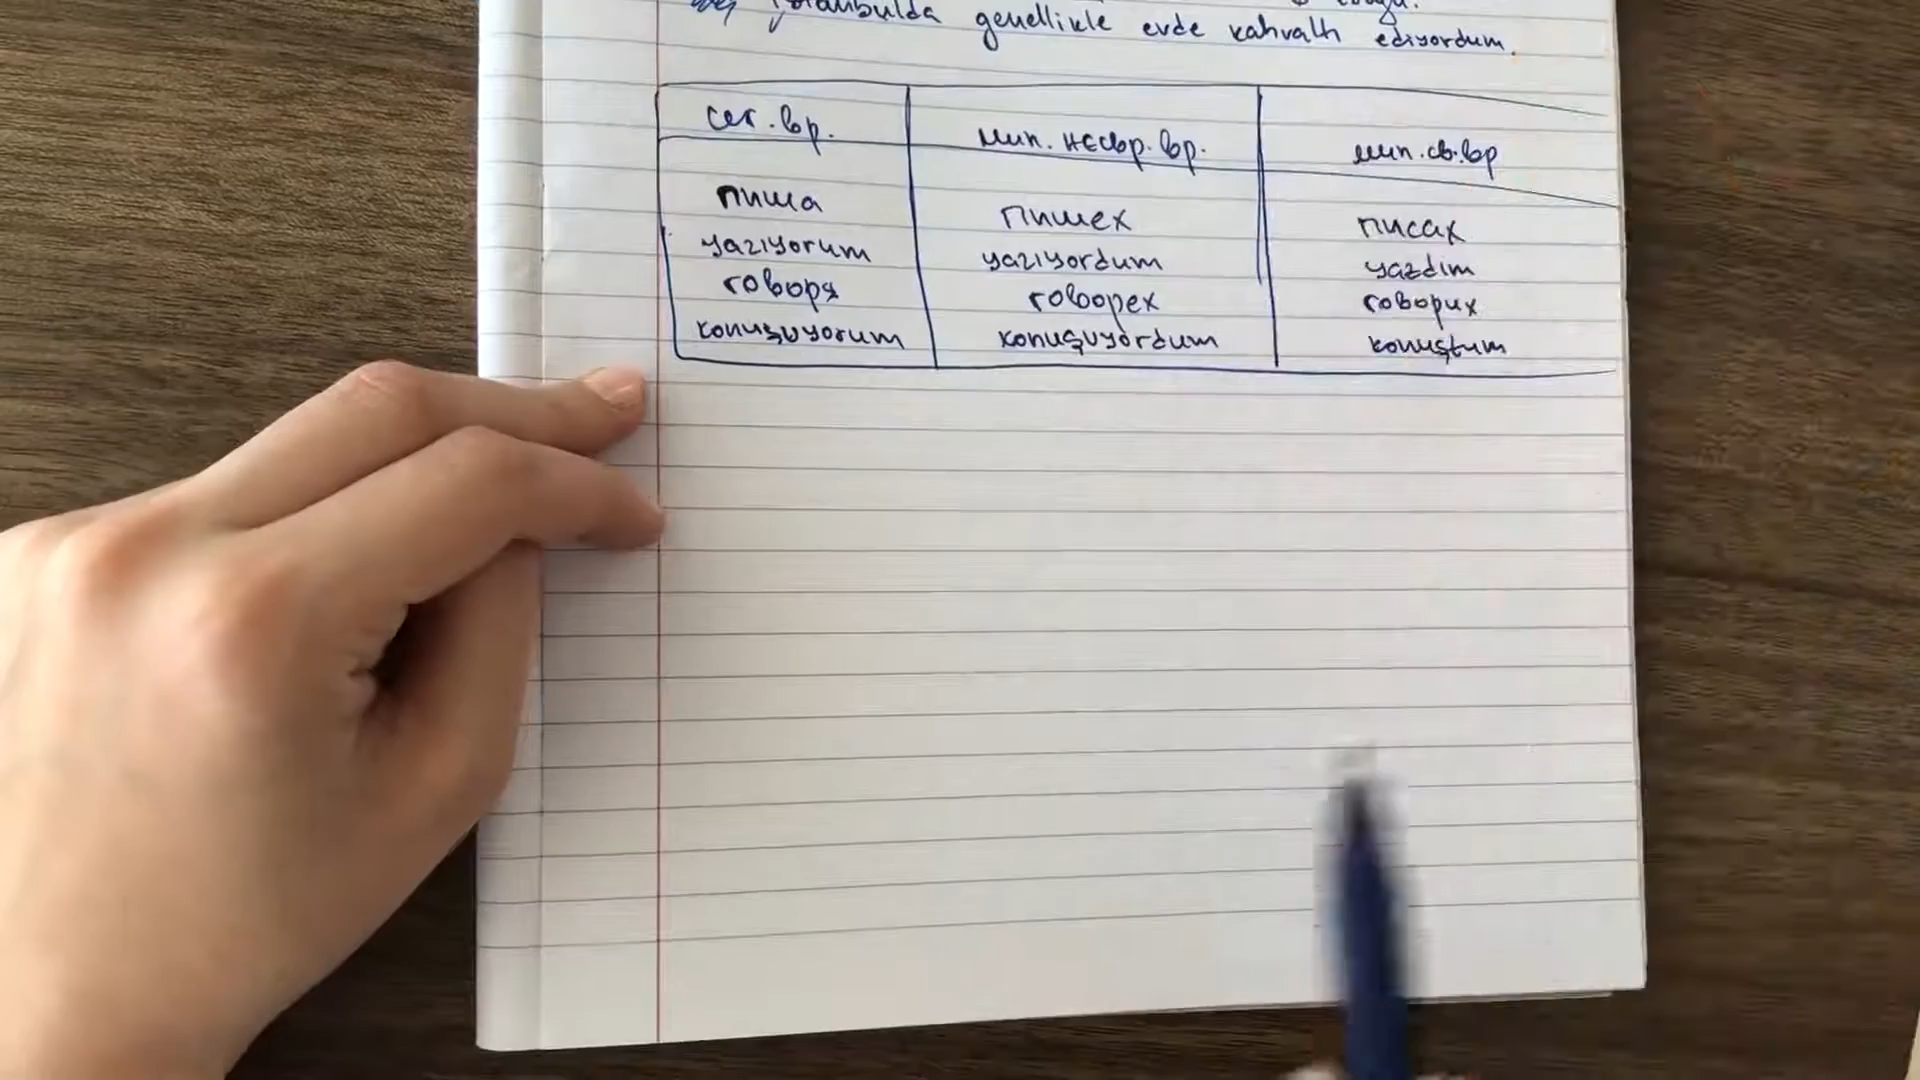 İstanbulda genellikle evde kahvaltı ediyordum.
сег.вр. мин. несвр.вр. мин.св.вр
пиша пишех писах
yazıyorum yazıyordum yazdım
говоря говорех говорих
konuşuyorum konuşuyordum konuştum